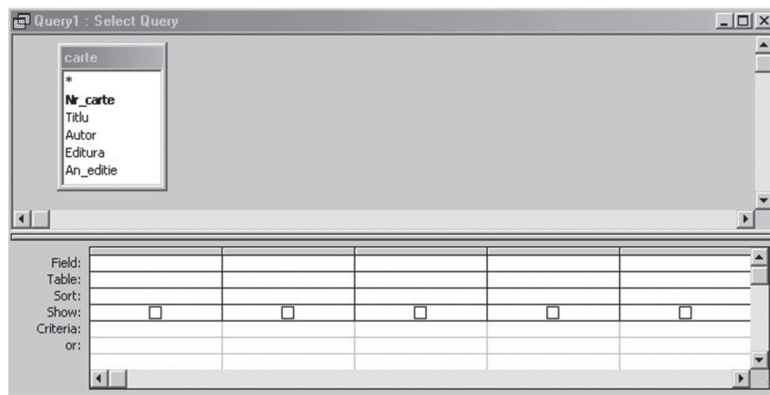 Query1 : Select Query
carte
*
Nr_carte
Titlu
Autor
Editura
An_editie
Field:
Table:
Sort:
Show:
Criteria:
or: